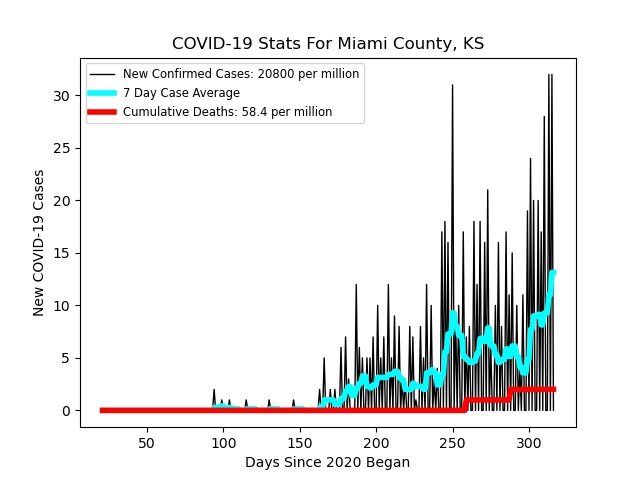 COVID-19 Stats For Miami County, KS
New Confirmed Cases: 20800 per million
7 Day Case Average
Cumulative Deaths: 58.4 per million
New COVID-19 Cases
30
25
20
15
10
5
0
50 100 150 200 250 300
Days Since 2020 Began